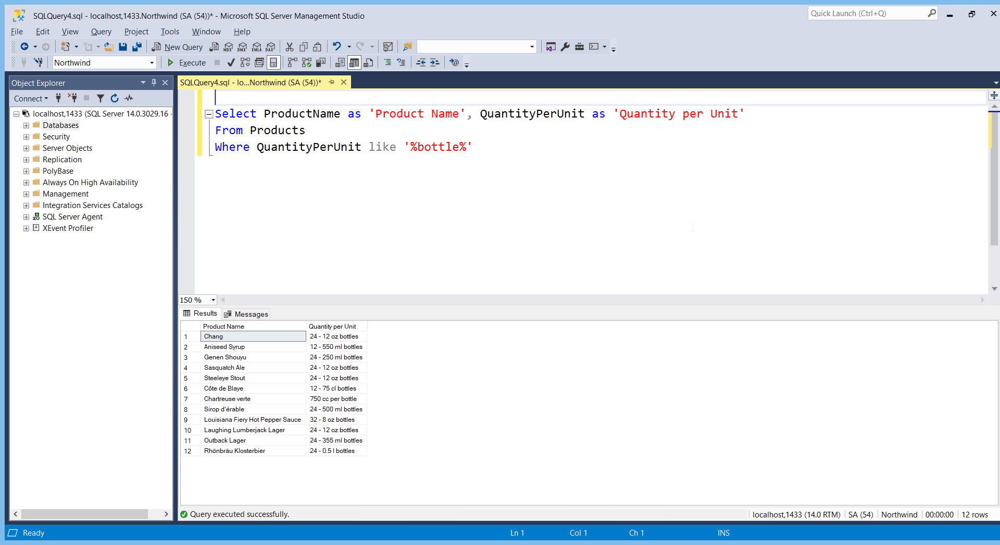 SQLQuery4.sql - localhost,1433.Northwind (SA (54))* - Microsoft SQL Server Management Studio
Quick Launch (Ctrl+Q)
File Edit View Query Project Tools Window Help
New Query MDX DMX XMLA DAX
Northwind Execute
Object Explorer
SQLQuery4.sql - lo...Northwind (SA (54))*
Connect
localhost,1433 (SQL Server 14.0.3029.16 -
Databases
Security
Server Objects
Replication
PolyBase
Always On High Availability
Management
Integration Services Catalogs
SQL Server Agent
XEvent Profiler
Select ProductName as 'Product Name', QuantityPerUnit as 'Quantity per Unit'
From Products
Where QuantityPerUnit like '%bottle%'
150 %
Results Messages
Product Name Quantity per Unit
1 Chang 24 - 12 oz bottles
2 Aniseed Syrup 12 - 550 ml bottles
3 Genen Shouyu 24 - 250 ml bottles
4 Sasquatch Ale 24 - 12 oz bottles
5 Steeleye Stout 24 - 12 oz bottles
6 Côte de Blaye 12 - 75 cl bottles
7 Chartreuse verte 750 cc per bottle
8 Sirop d'érable 24 - 500 ml bottles
9 Louisiana Fiery Hot Pepper Sauce 32 - 8 oz bottles
10 Laughing Lumberjack Lager 24 - 12 oz bottles
11 Outback Lager 24 - 355 ml bottles
12 Rhönbräu Klosterbier 24 - 0.5 l bottles
Query executed successfully.
localhost,1433 (14.0 RTM) SA (54) Northwind 00:00:00 12 rows
Ready Ln 1 Col 1 Ch 1 INS